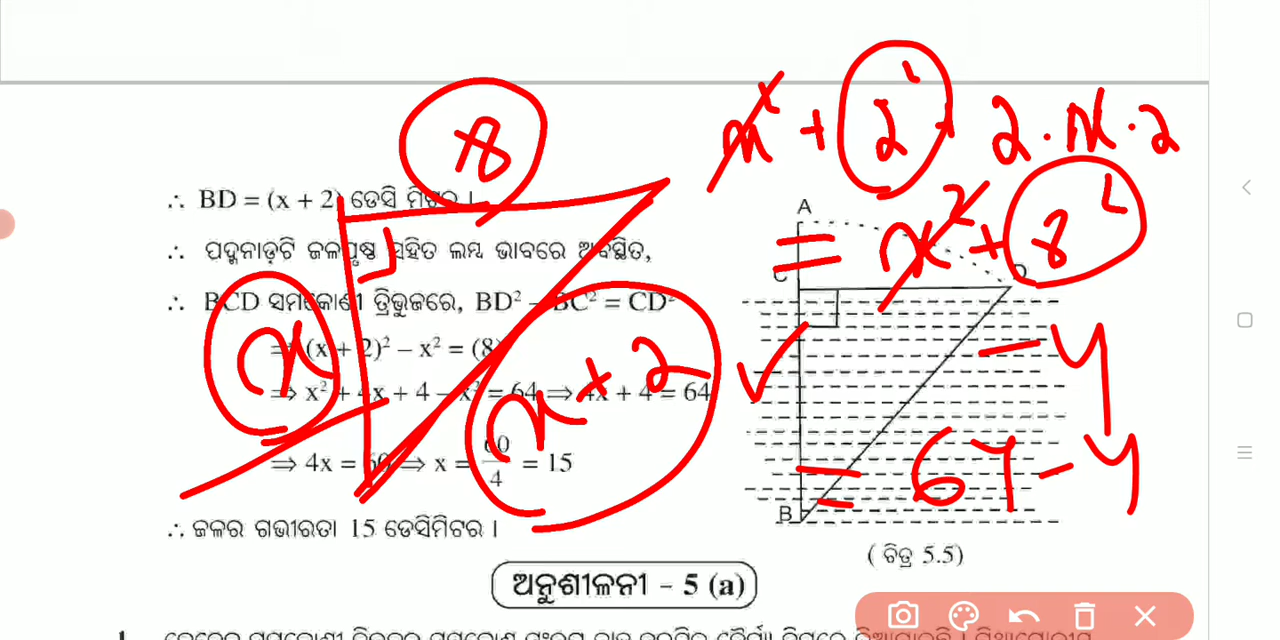 8
x² + 2² + 2·x·2
= x² + 8²
∴ BD = (x + 2) ଡେସି ମିଟର ।
A
∴ ପଦ୍ମନାଡ଼ଟି ଜଳପୃଷ୍ଠ ସହିତ ଲମ୍ବ ଭାବରେ ଅବସ୍ଥିତ,
C D
∴ BCD ସମକୋଣୀ ତ୍ରିଭୁଜରେ, BD² – BC² = CD²
⇒ (x + 2)² – x² = (8)
x
x + 2
– 4
⇒ x² + 4x + 4 – x² = 64 ⇒ 4x + 4 = 64
⇒ 4x = 60 ⇒ x = 60/4 = 15
= 64 – 4
B
∴ ଜଳର ଗଭୀରତା 15 ଡେସିମିଟର ।
( ଚିତ୍ର 5.5)
ଅନୁଶୀଳନୀ – 5 (a)